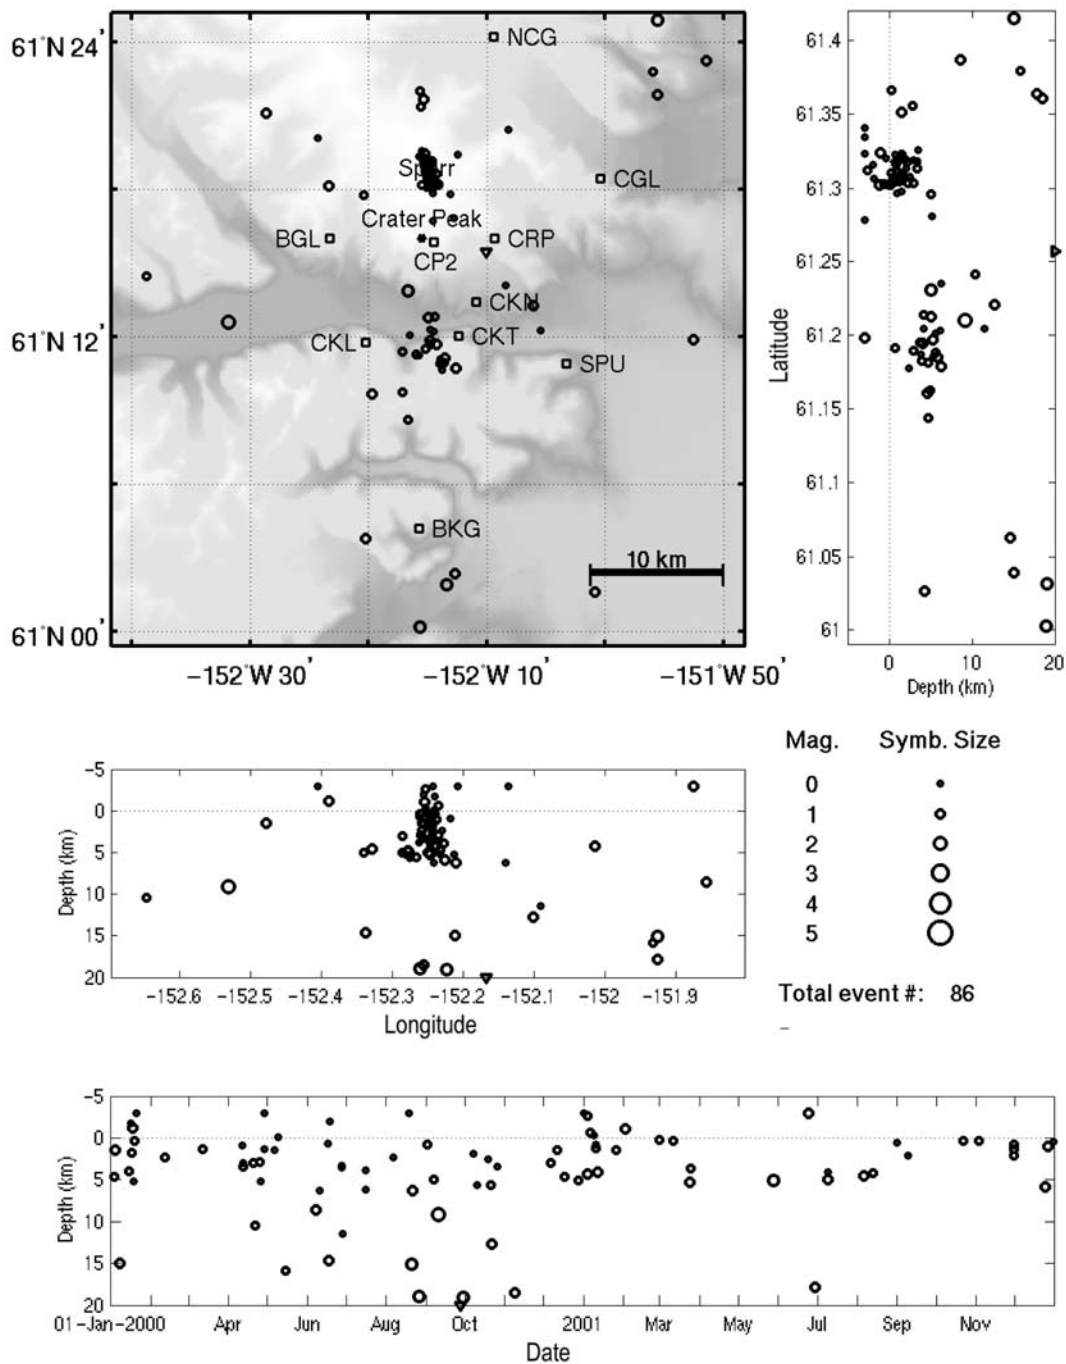 61°N 24'
NCG
Spurr
CGL
Crater Peak
BGL
CRP
CP2
CKN
61°N 12'
CKL
CKT
SPU
BKG
10 km
61°N 00'
−152°W 30'
−152°W 10'
−151°W 50'
61.4
61.35
61.3
61.25
61.2
61.15
61.1
61.05
61
Latitude
0 10 20
Depth (km)
−5
0
5
10
15
20
Depth (km)
−152.6 −152.5 −152.4 −152.3 −152.2 −152.1 −152 −151.9
Longitude
Mag. Symb. Size
0
1
2
3
4
5
Total event #: 86
–
−5
0
5
10
15
20
Depth (km)
01−Jan−2000 Apr Jun Aug Oct 2001 Mar May Jul Sep Nov
Date